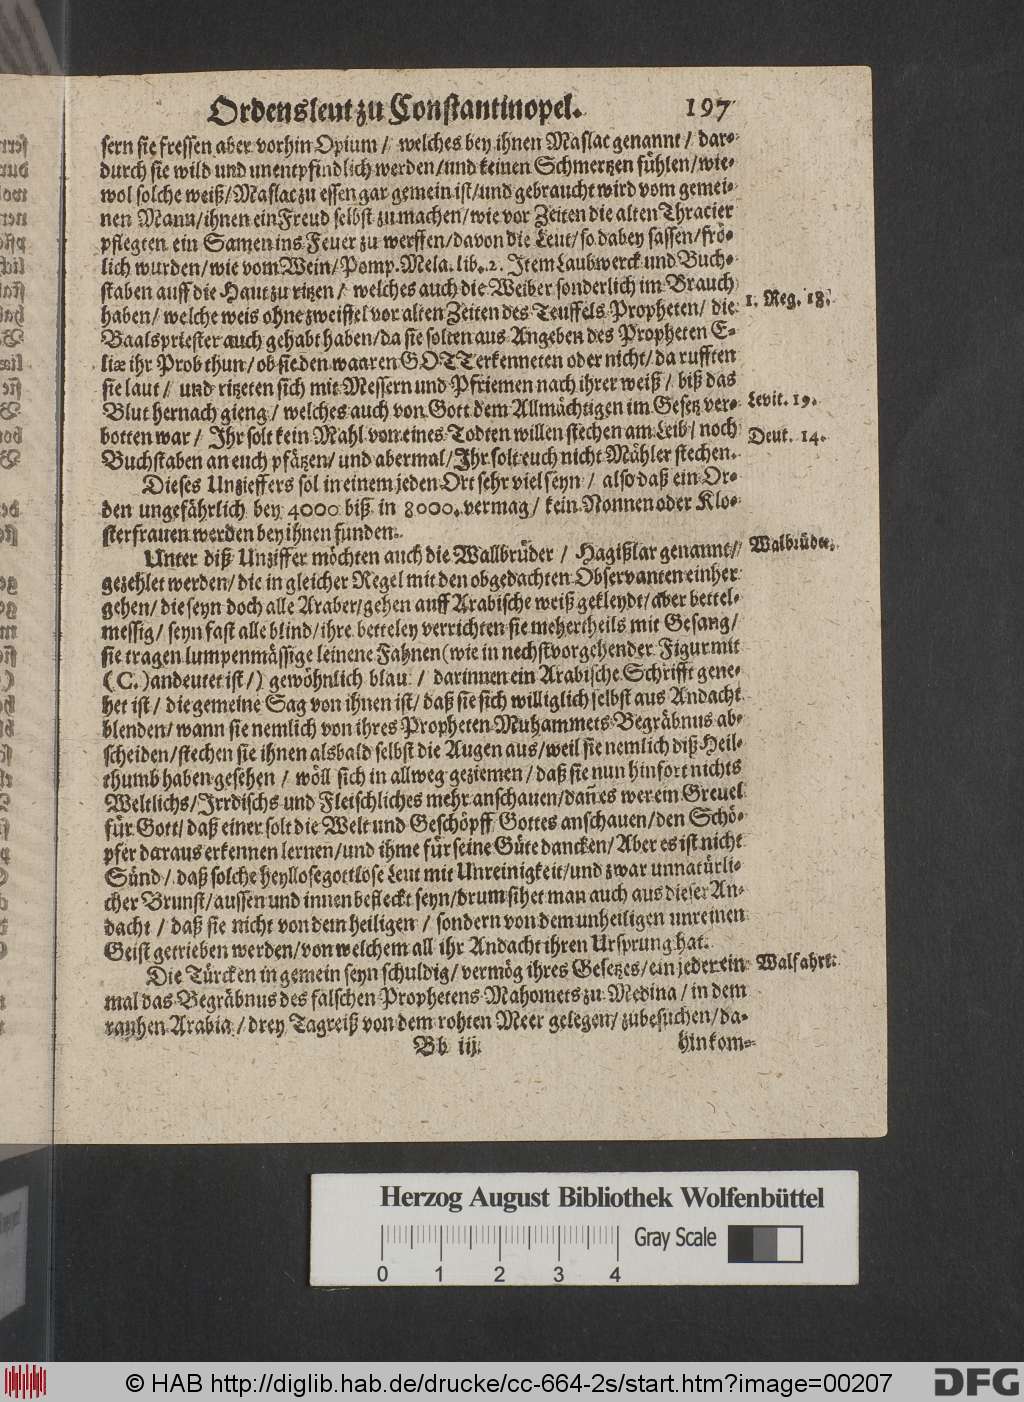 Ordensleut zu Constantinopel. 197
sern sie fressen aber vorhin Opium / welches bey ihnen Maslac genannt / dar-
durch sie wild und unentpfindlich werden / und keinen Schmertzen fühlen / wie-
wol solche weiß / Maslac zu essen gar gemein ist / und gebraucht wird vom gemei-
nen Mann / ihnen ein Freud selbst zu machen / wie vor Zeiten die alten Thracier
pflegten ein Samen ins Feuer zu werffen / davon die Leut / so dabey sassen / frö-
lich wurden / wie vom Wein / Pomp. Mela. lib. 2. Item Laubwerck und Buch-
staben auff die Haut zu ritzen / welches auch die Weiber sonderlich im Brauch
haben / welche weis ohne zweiffel vor alten Zeiten des Teuffels Propheten / die
1. Reg. 18.
Baalspriester auch gehabt haben / da sie solten aus Angeben des Propheten E-
liæ ihr Prob thun / ob sie den waaren GOTT erkenneten oder nicht / da rufften
sie laut / und ritzeten sich mit Messern und Pfriemen nach ihrer weiß / biß das
Blut hernach gieng / welches auch von Gott dem Allmächtigen im Gesetz ver-
Levit. 19.
botten war / Ihr solt kein Mahl von eines Todten willen stechen am Leib / noch
Deut. 14.
Buchstaben an euch pfätzen / und abermal / Ihr solt euch nicht Mähler stechen.
Dieses Unzieffers sol in einem jeden Ort sehr viel seyn / also daß ein Or-
den ungefährlich bey 4000 biß in 8000. vermag / kein Nonnen oder Klo-
sterfrauen werden bey ihnen funden.
Unter diß Unziffer möchten auch die Wallbrüder / Hagißlar genannt /
Walbrüder.
gezehlet werden / die in gleicher Regel mit den obgedachten Observanten einher
gehen / die seyn doch alle Araber / gehen auff Arabische weiß gekleydt / aber bettel-
messig / seyn fast alle blind / ihre betteley verrichten sie mehertheils mit Gesang /
sie tragen lumpenmässige leinene Fahnen (wie in nechstvorgehender Figur mit
(C.) andeutet ist /) gewöhnlich blau / darinnen ein Arabische Schrifft gene-
het ist / die gemeine Sag von ihnen ist / daß sie sich williglich selbst aus Andacht
blenden / wann sie nemlich von ihres Propheten Muhammets Begräbnus ab-
scheiden / stechen sie ihnen alsbald selbst die Augen aus / weil sie nemlich diß Heil-
thumb haben gesehen / wöll sich in allweg geziemen / daß sie nun hinfort nichts
Weltlichs / Irrdischs und Fleischliches mehr anschauen / dañ es wer ein Greuel
für Gott / daß einer solt die Welt und Geschöpff Gottes anschauen / den Schö-
pfer daraus erkennen lernen / und ihme für seine Güte dancken / Aber es ist nicht
Sünd / daß solche heyllose gottlose Leut mit Unreinigkeit / und zwar unnatürli-
cher Brunst / aussen und innen befleckt seyn / drum sihet man auch aus dieser An-
dacht / daß sie nicht von dem heiligen / sondern von dem unheiligen unreinen
Geist getrieben werden / von welchem all ihr Andacht ihren Ursprung hat.
Die Türcken in gemein seyn schuldig / vermög ihres Gesetzes / ein jeder ein
Walfahrt.
mal das Begräbnus des falschen Prophetens Mahomets zu Medina / in dem
rauhen Arabia / drey Tagreiß von dem rohten Meer gelegen / zubesuchen / da-
Bb iij. hinkom-
Herzog August Bibliothek Wolfenbüttel
Gray Scale
0 1 2 3 4
© HAB http://diglib.hab.de/drucke/cc-664-2s/start.htm?image=00207
DFG